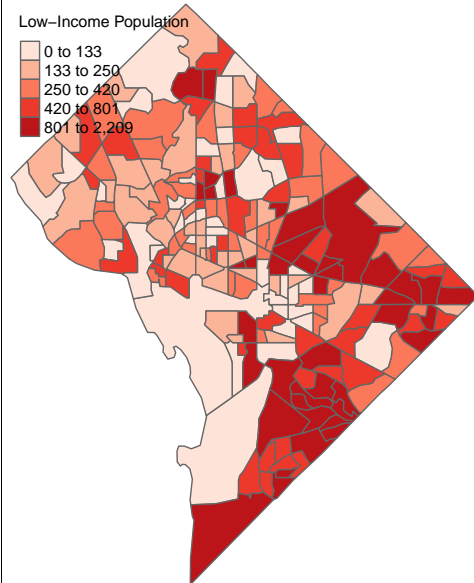 Low−Income Population
0 to 133
133 to 250
250 to 420
420 to 801
801 to 2,209